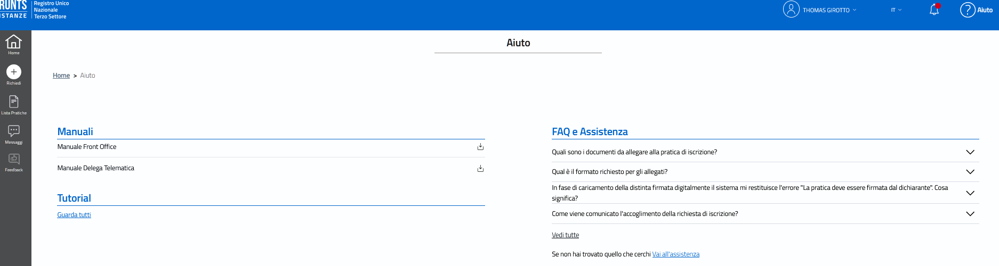 RUNTS
ISTANZE
Registro Unico
Nazionale
Terzo Settore
THOMAS GIROTTO
IT
Aiuto
Home
Richiedi
Lista Pratiche
Messaggi
Feedback
Aiuto
Home > Aiuto
Manuali
Manuale Front Office
Manuale Delega Telematica
Tutorial
Guarda tutti
FAQ e Assistenza
Quali sono i documenti da allegare alla pratica di iscrizione?
Qual è il formato richiesto per gli allegati?
In fase di caricamento della distinta firmata digitalmente il sistema mi restituisce l'errore "La pratica deve essere firmata dal dichiarante". Cosa
significa?
Come viene comunicato l'accoglimento della richiesta di iscrizione?
Vedi tutte
Se non hai trovato quello che cerchi Vai all'assistenza